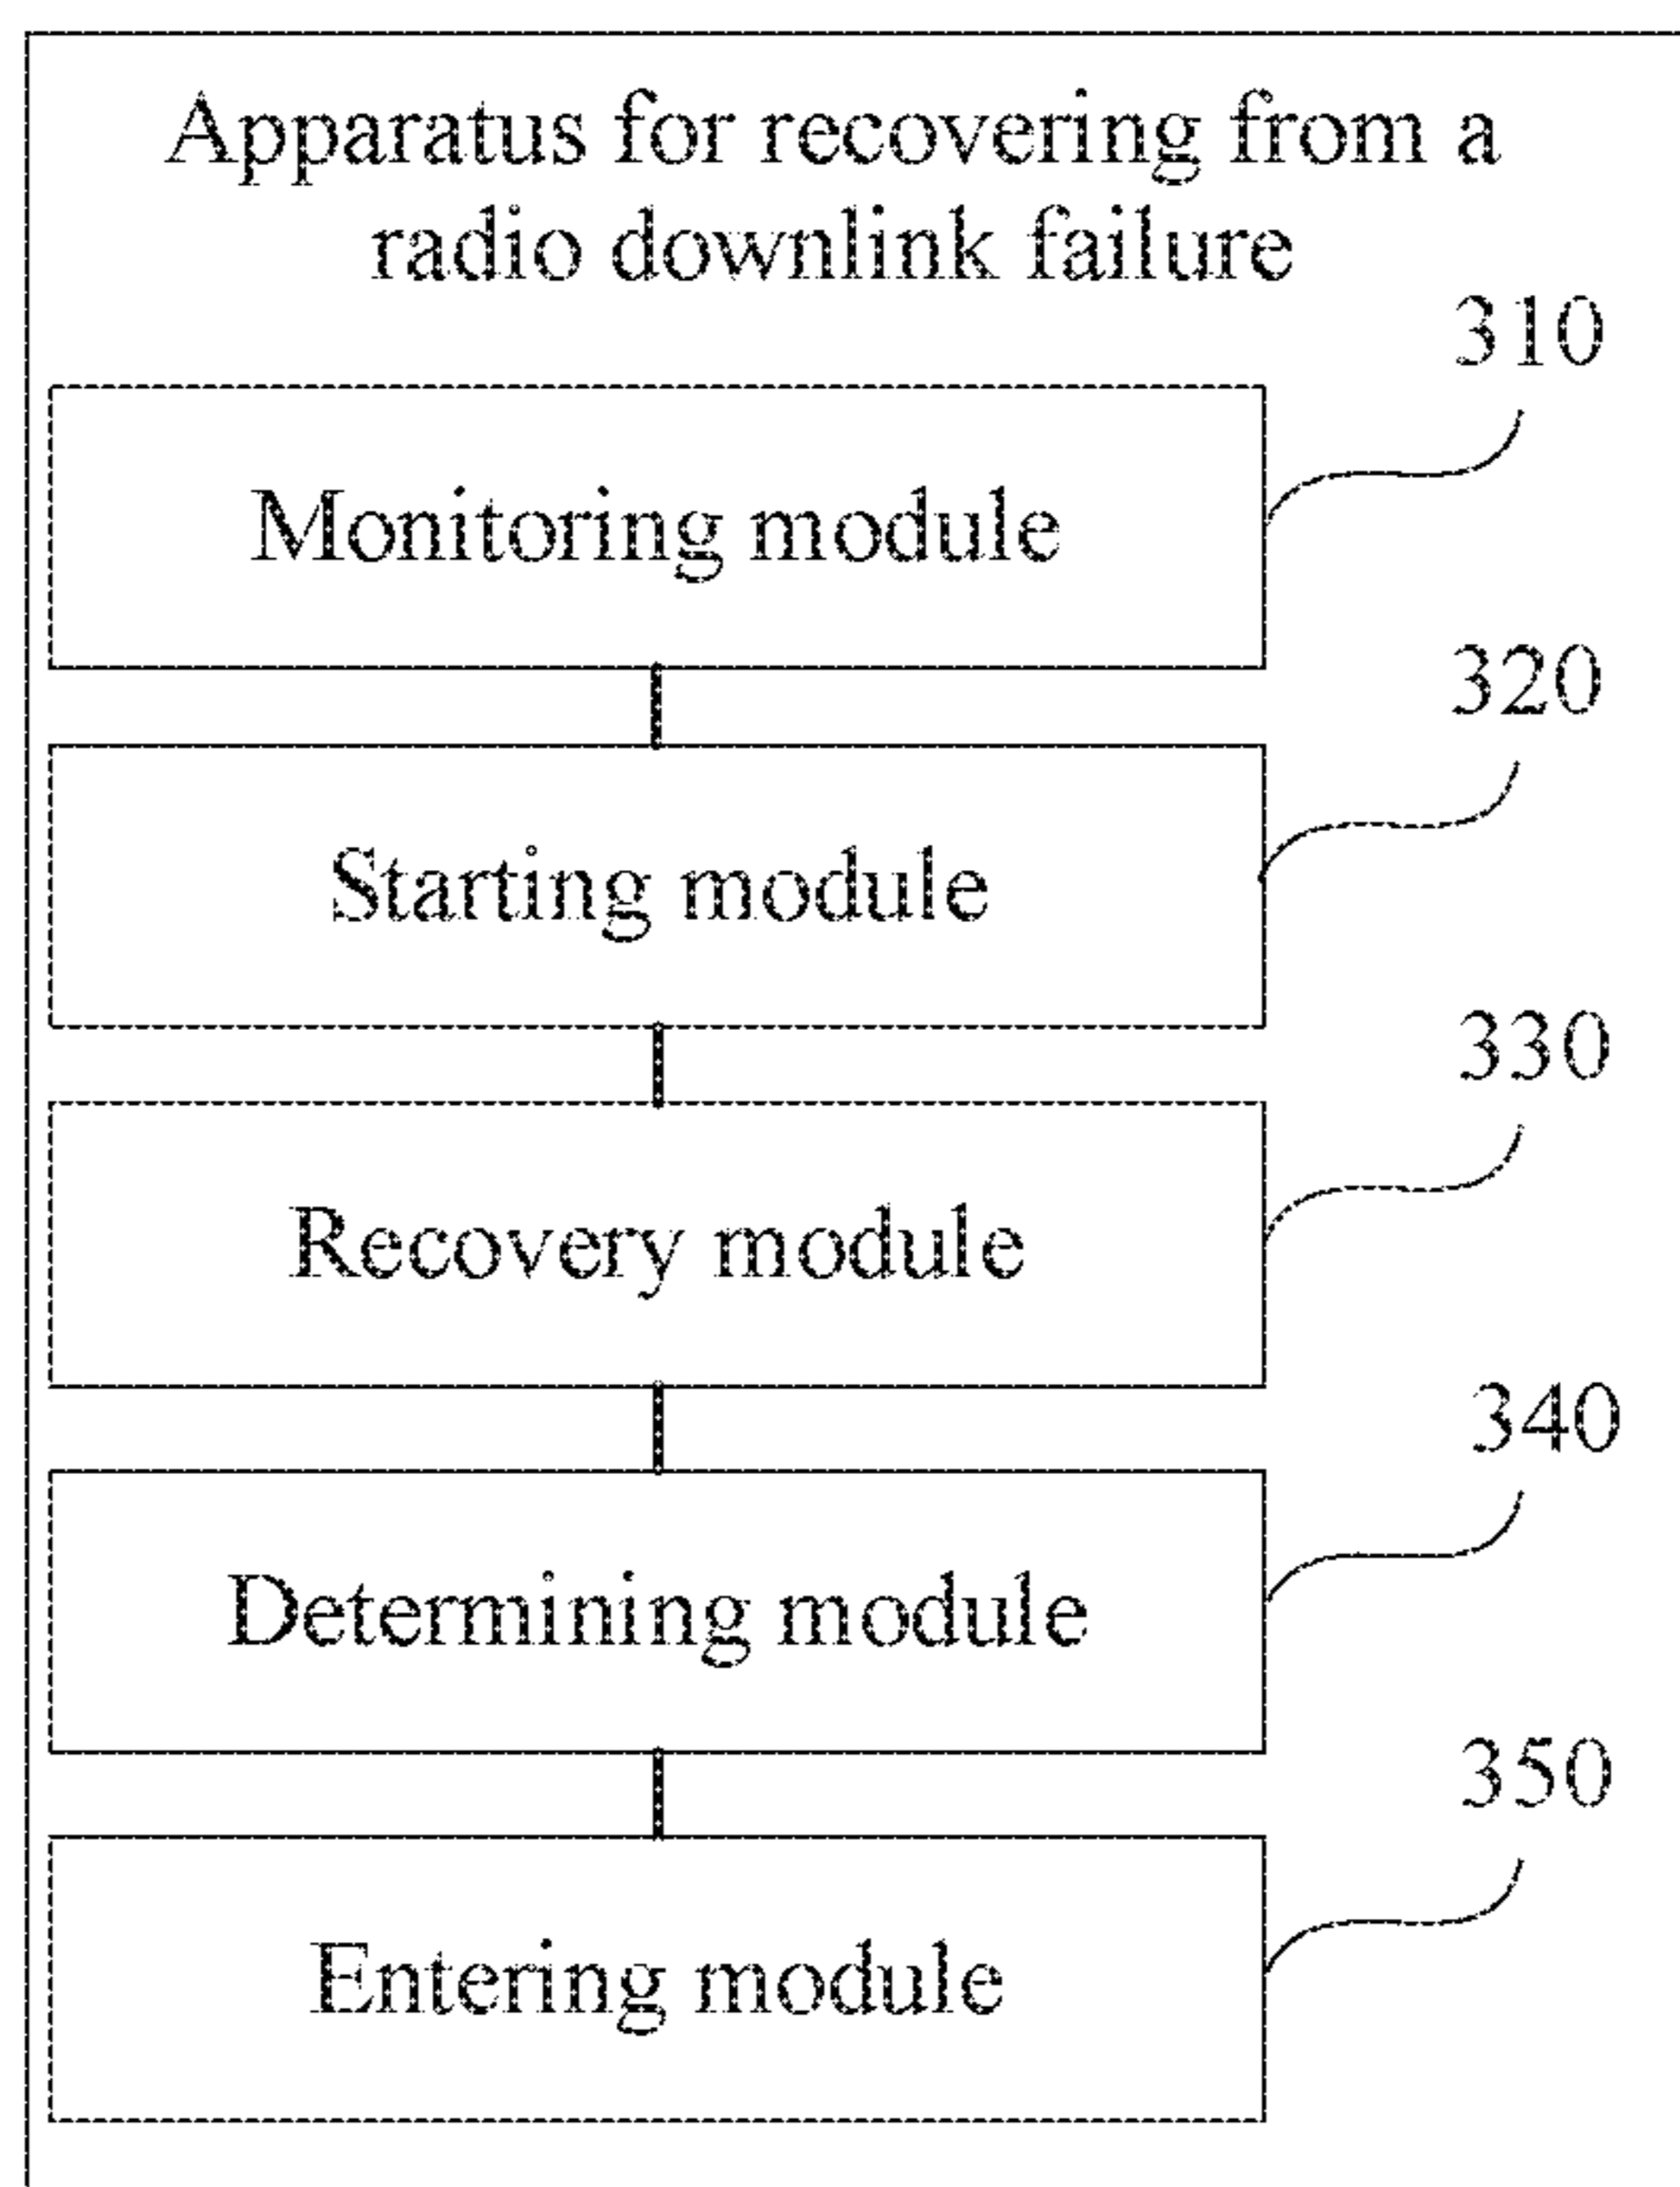 Apparatus for recovering from a
radio downlink failure
310
Monitoring module
320
Starting module
330
Recovery module
340
Determining module
350
Entering module